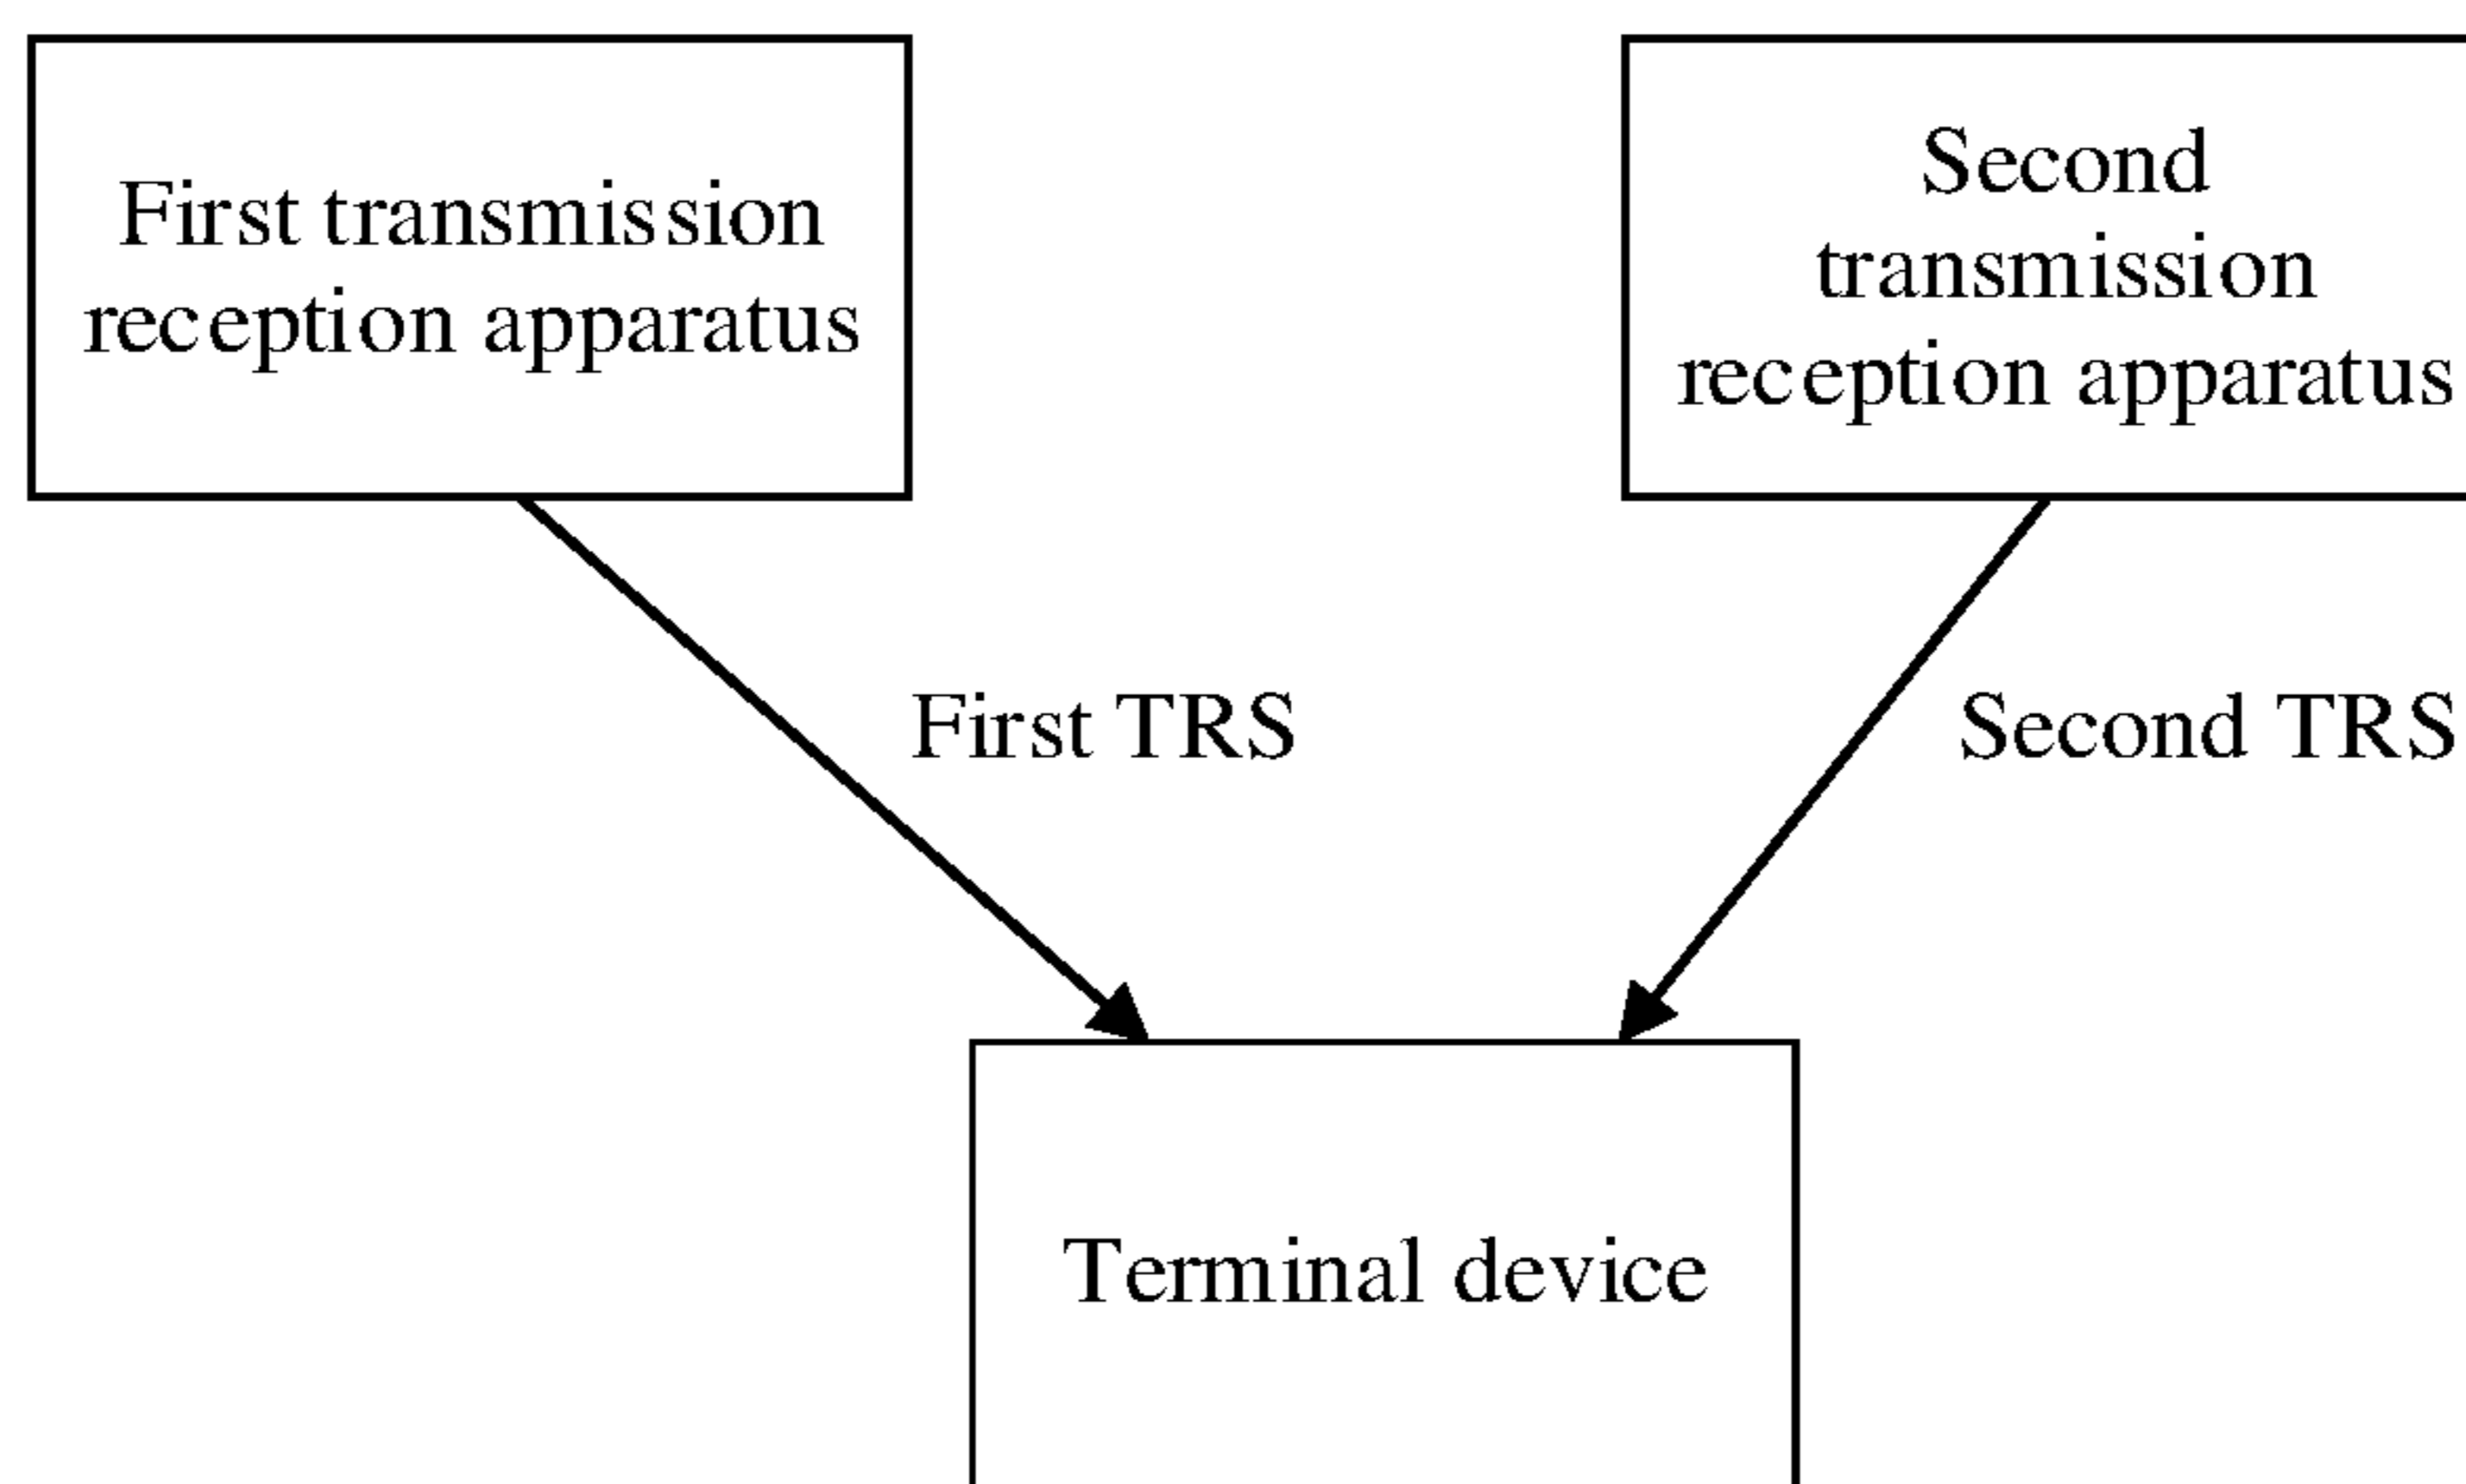 First transmission
reception apparatus
Second
transmission
reception apparatus
First TRS
Second TRS
Terminal device